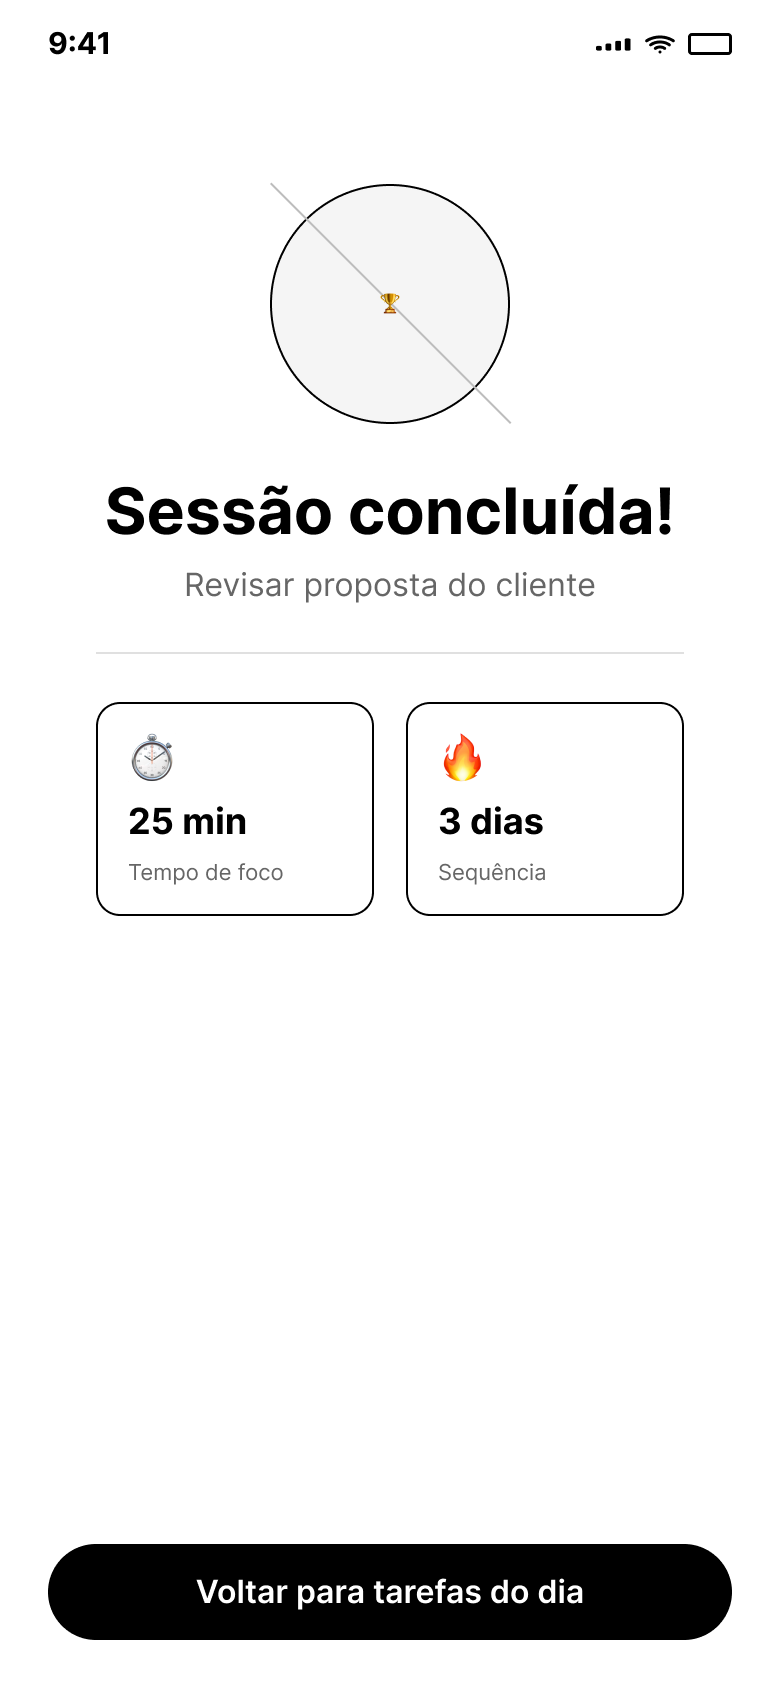 9:41
Sessão concluída!
Revisar proposta do cliente
25 min
Tempo de foco
3 dias
Sequência
Voltar para tarefas do dia